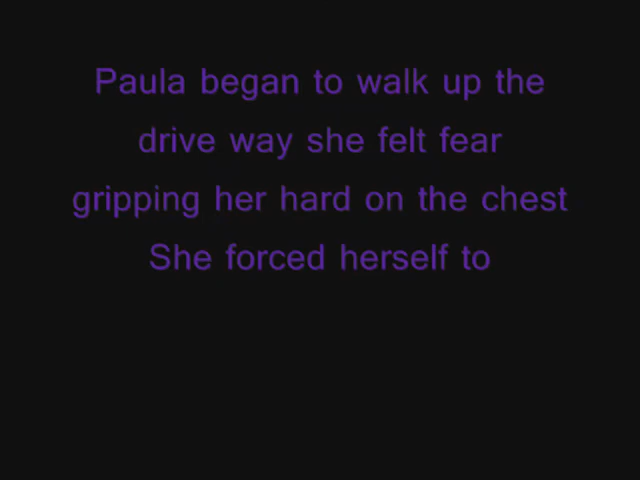 Paula began to walk up the
drive way she felt fear
gripping her hard on the chest
She forced herself to